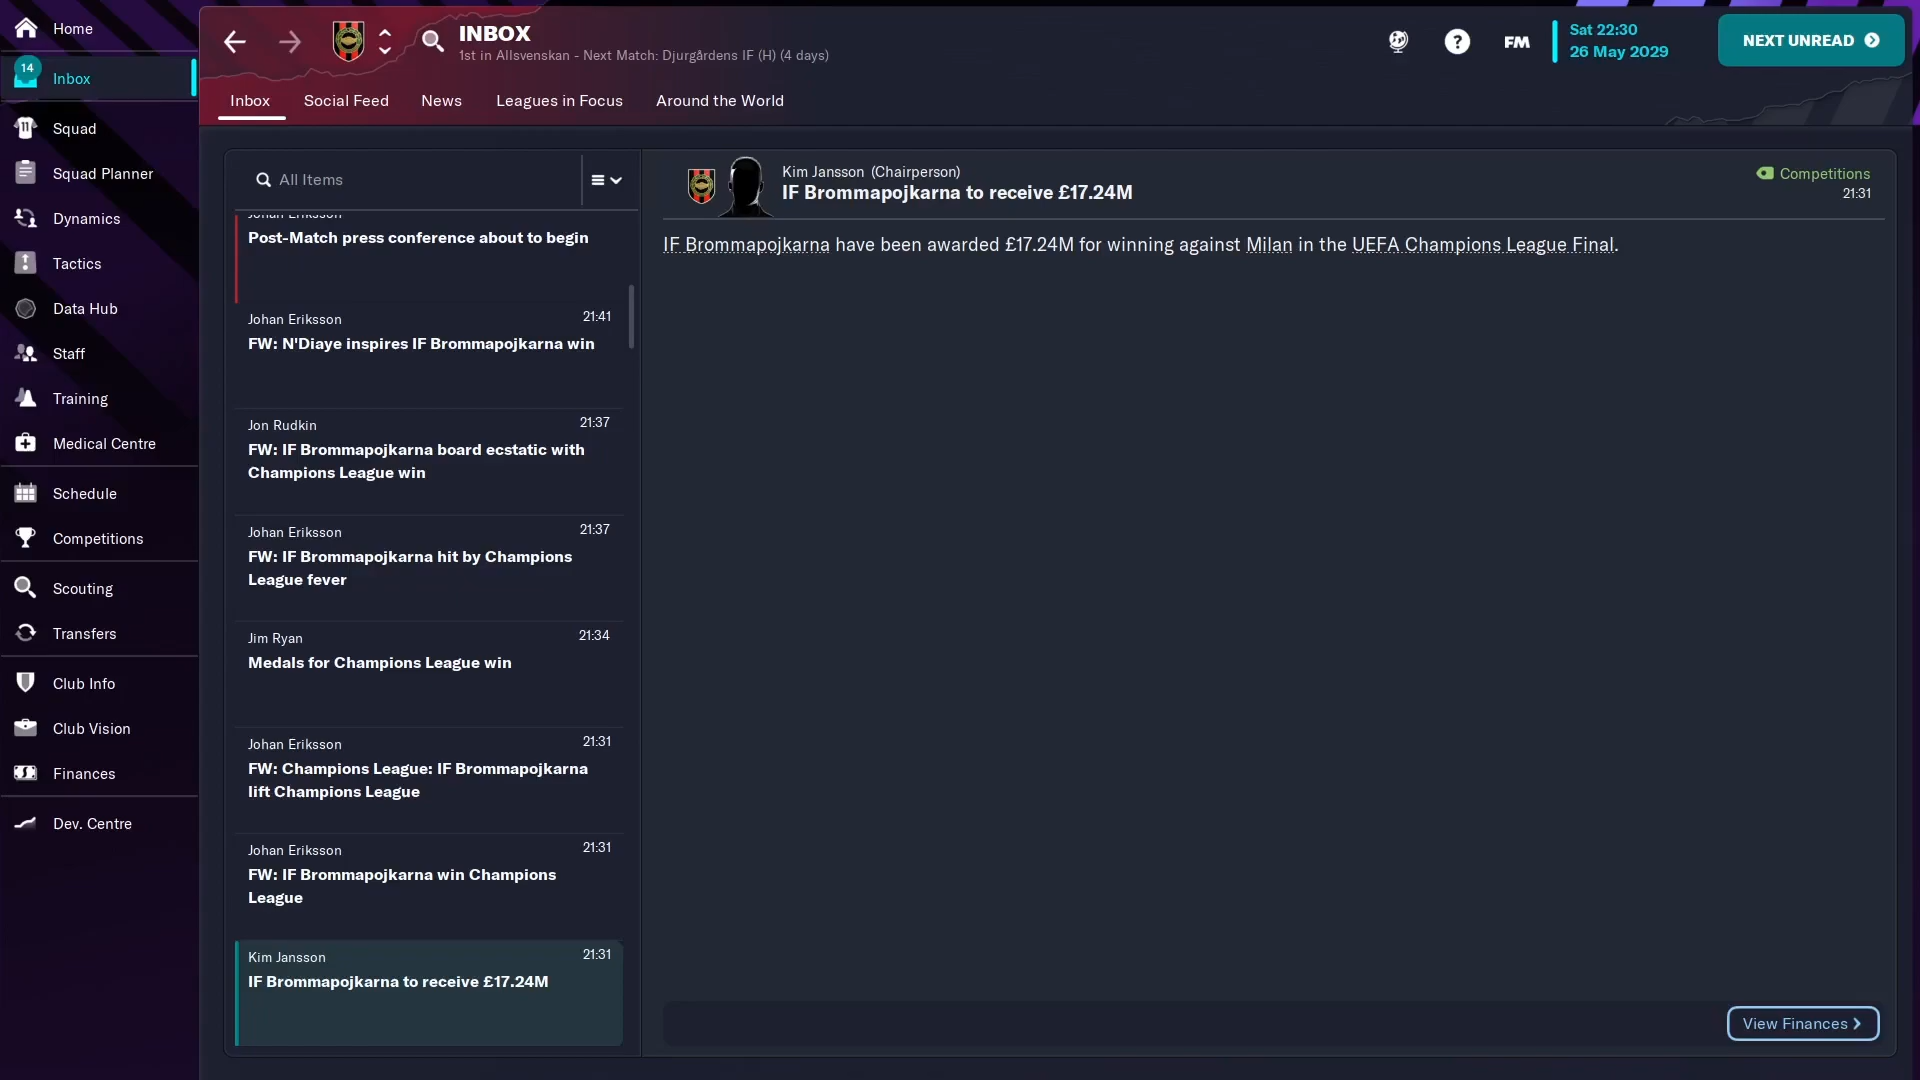 Home
14
Inbox
Squad
Squad Planner
Dynamics
Tactics
Data Hub
Staff
Training
Medical Centre
Schedule
Competitions
Scouting
Transfers
Club Info
Club Vision
Finances
Dev. Centre
INBOX
1st in Allsvenskan - Next Match: Djurgårdens IF (H) (4 days)
FM
Sat 22:30
26 May 2029
NEXT UNREAD
Inbox
Social Feed
News
Leagues in Focus
Around the World
All Items
Johan Eriksson
Post-Match press conference about to begin
Johan Eriksson
21:41
FW: N'Diaye inspires IF Brommapojkarna win
Jon Rudkin
21:37
FW: IF Brommapojkarna board ecstatic with
Champions League win
Johan Eriksson
21:37
FW: IF Brommapojkarna hit by Champions
League fever
Jim Ryan
21:34
Medals for Champions League win
Johan Eriksson
21:31
FW: Champions League: IF Brommapojkarna
lift Champions League
Johan Eriksson
21:31
FW: IF Brommapojkarna win Champions
League
Kim Jansson
21:31
IF Brommapojkarna to receive £17.24M
Kim Jansson (Chairperson)
IF Brommapojkarna to receive £17.24M
Competitions
21:31
IF Brommapojkarna have been awarded £17.24M for winning against Milan in the UEFA Champions League Final.
View Finances